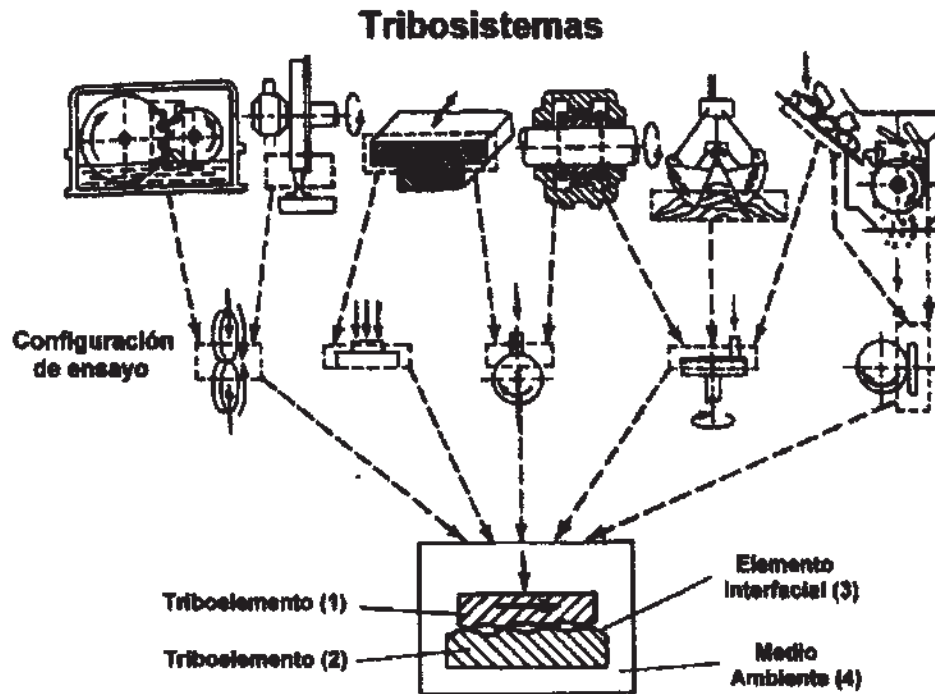 Tribosistemas
Configuración
de ensayo
Triboelemento (1)
Triboelemento (2)
Elemento
Interfacial (3)
Medio
Ambiente (4)